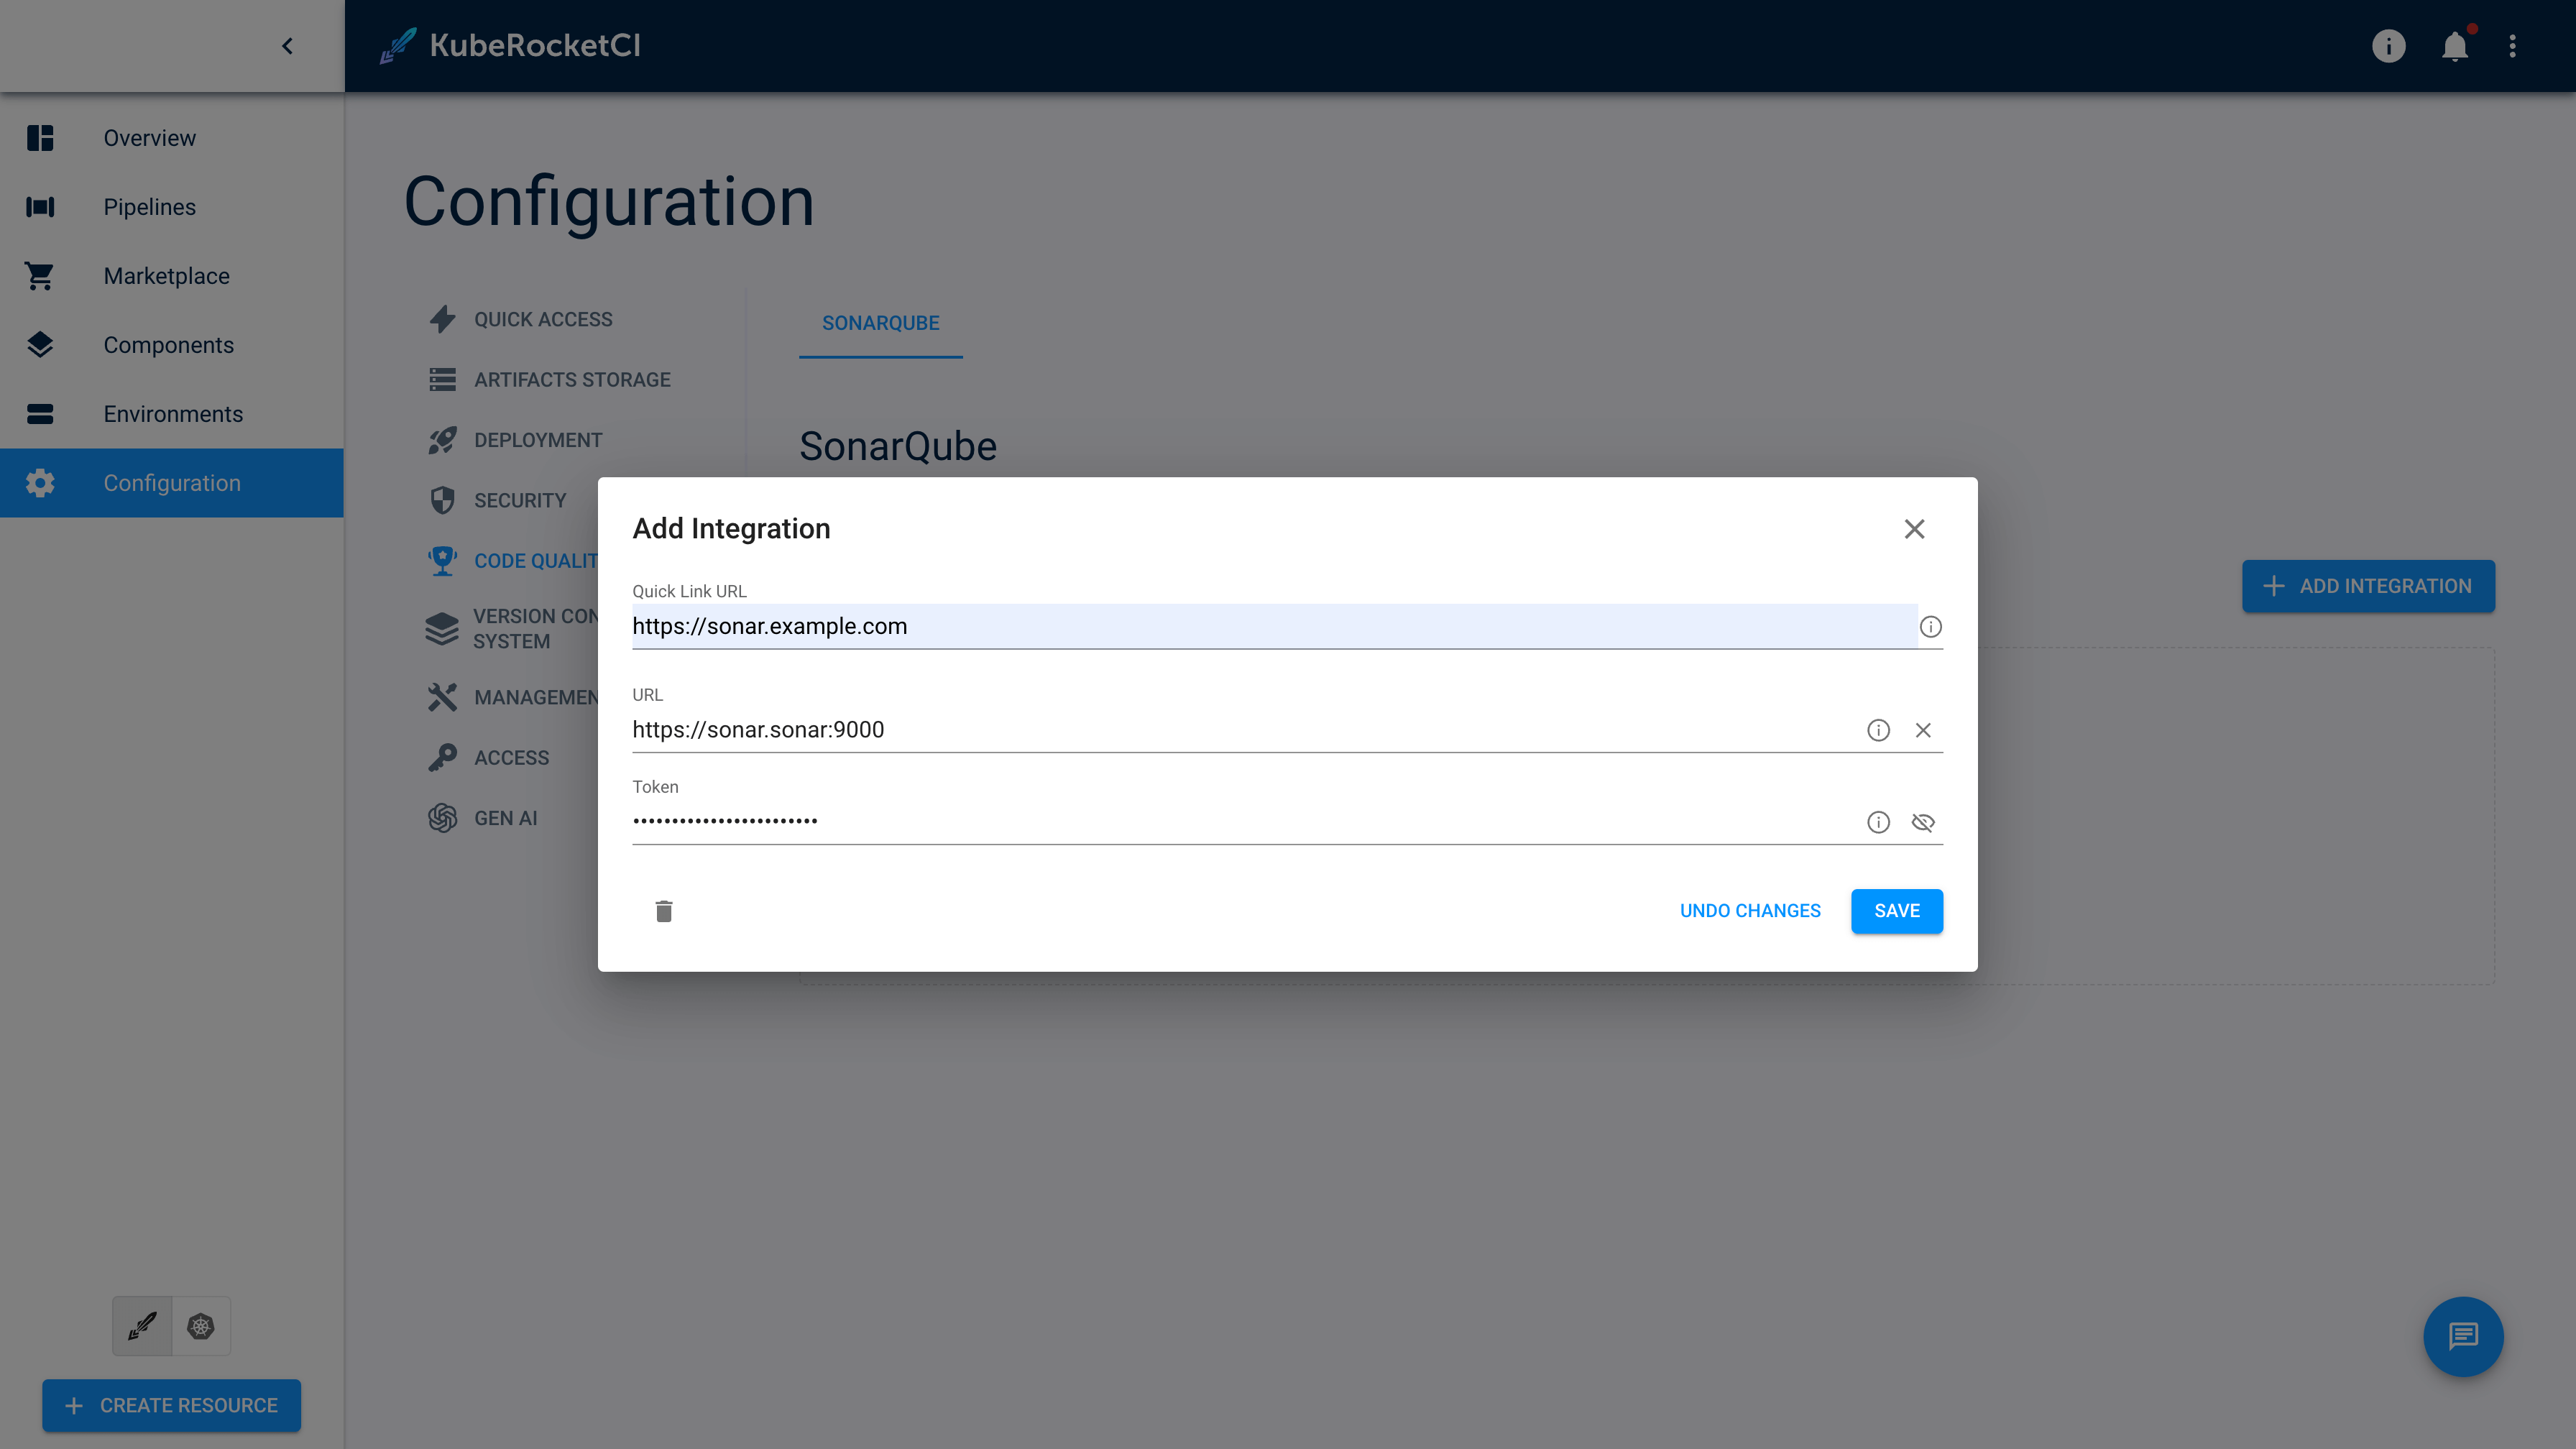 KubeRocketCI
Overview
Pipelines
Marketplace
Components
Environments
Configuration
CREATE RESOURCE
Configuration
QUICK ACCESS
ARTIFACTS STORAGE
DEPLOYMENT
SECURITY
CODE QUALIT
VERSION CON
SYSTEM
MANAGEMEN
ACCESS
GEN AI
SONARQUBE
SonarQube
ADD INTEGRATION
Add Integration
Quick Link URL
https://sonar.example.com
URL
https://sonar.sonar:9000
Token
••••••••••••••••••••••••
UNDO CHANGES
SAVE